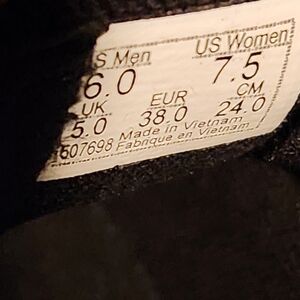 S Men US Women
6.0 7.5
UK EUR CM
5.0 38.0 24.0
Made in Vietnam
507698 Fabrique en Vietnam